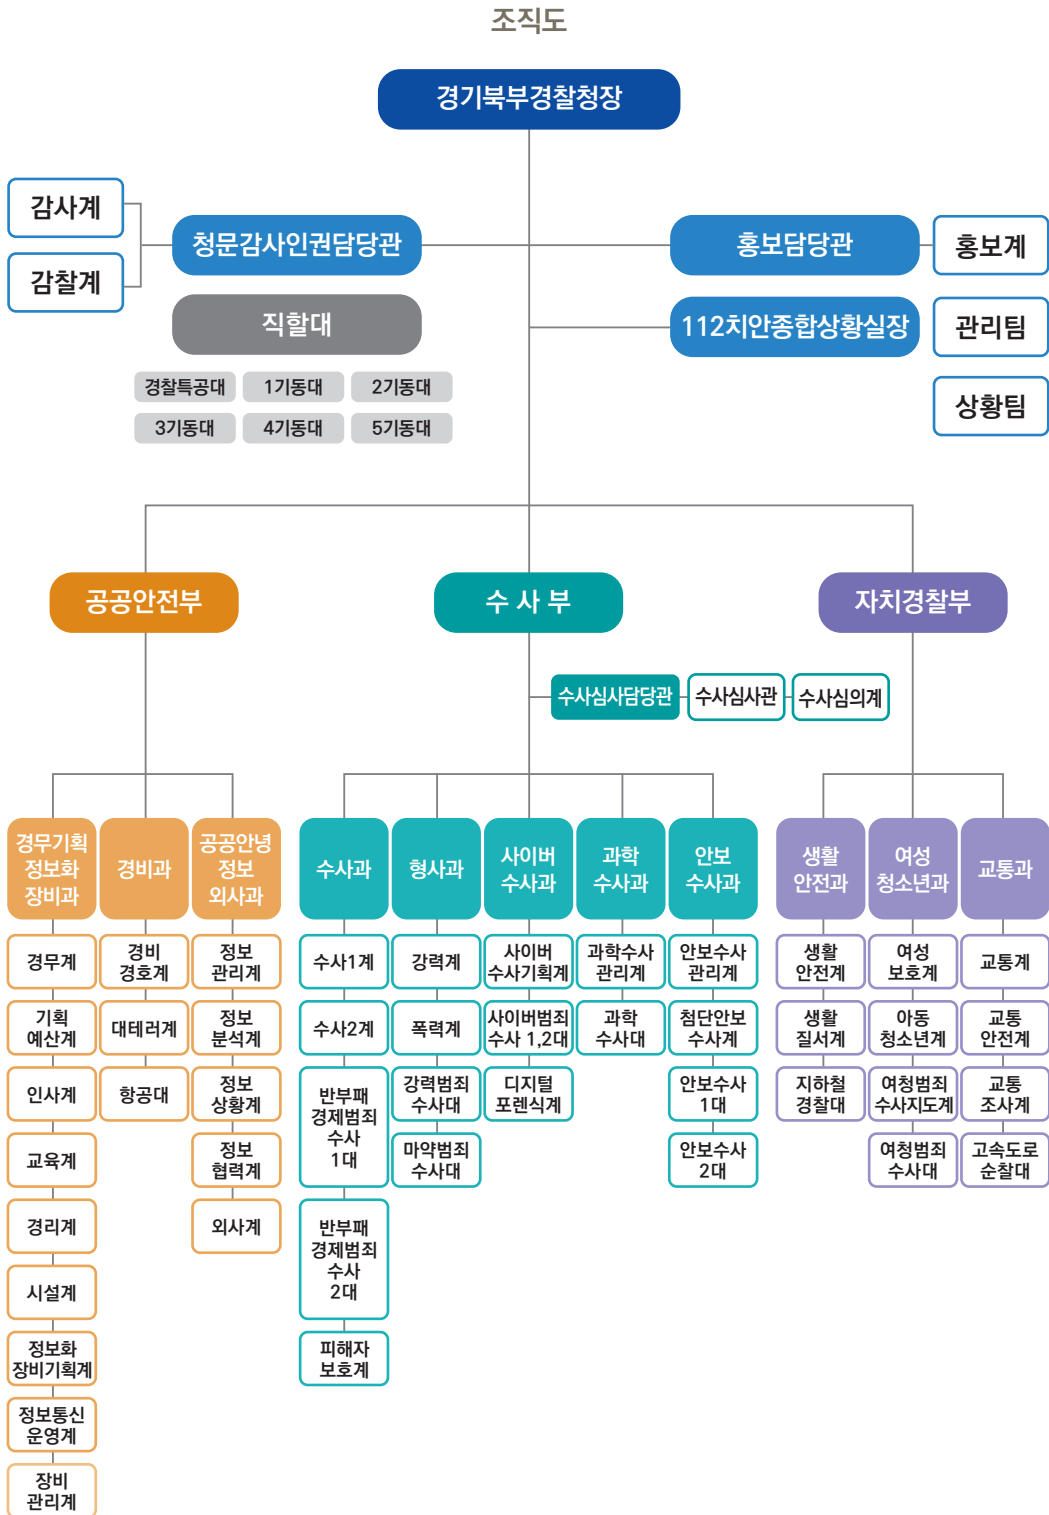 조직도
경기북부경찰청장
감사계
감찰계
청문감사인권담당관
홍보담당관
홍보계
직할대
112치안종합상황실장
관리팀
상황팀
경찰특공대
1기동대
2기동대
3기동대
4기동대
5기동대
공공안전부
수 사 부
자치경찰부
수사심사담당관
수사심사관
수사심의계
경무기획
정보화
장비과
경비과
공공안녕
정보
외사과
수사과
형사과
사이버
수사과
과학
수사과
안보
수사과
생활
안전과
여성
청소년과
교통과
경무계
기획
예산계
인사계
교육계
경리계
시설계
정보화
장비기획계
정보통신
운영계
장비
관리계
경비
경호계
대테러계
항공대
정보
관리계
정보
분석계
정보
상황계
정보
협력계
외사계
수사1계
수사2계
반부패
경제범죄
수사
1대
반부패
경제범죄
수사
2대
피해자
보호계
강력계
폭력계
강력범죄
수사대
마약범죄
수사대
사이버
수사기획계
사이버범죄
수사 1,2대
디지털
포렌식계
과학수사
관리계
과학
수사대
안보수사
관리계
첨단안보
수사계
안보수사
1대
안보수사
2대
생활
안전계
생활
질서계
지하철
경찰대
여성
보호계
아동
청소년계
여청범죄
수사지도계
여청범죄
수사대
교통계
교통
안전계
교통
조사계
고속도로
순찰대